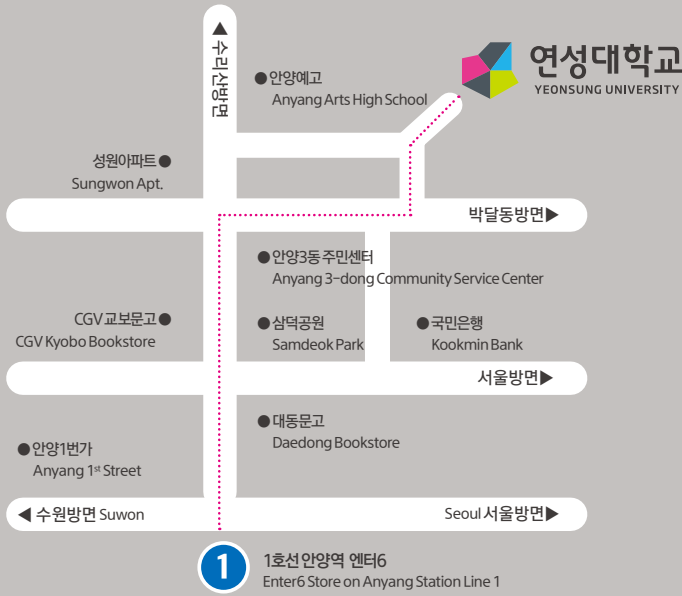 ◀ 수리산방면
연성대학교
YEONSUNG UNIVERSITY
● 안양예고
Anyang Arts High School
성원아파트 ●
Sungwon Apt.
박달동방면▶
● 안양3동 주민센터
Anyang 3-dong Community Service Center
CGV 교보문고 ●
CGV Kyobo Bookstore
● 삼덕공원
Samdeok Park
● 국민은행
Kookmin Bank
서울방면▶
● 대동문고
Daedong Bookstore
● 안양1번가
Anyang 1st Street
◀ 수원방면 Suwon
Seoul 서울방면▶
1
1호선 안양역 엔터6
Enter6 Store on Anyang Station Line 1